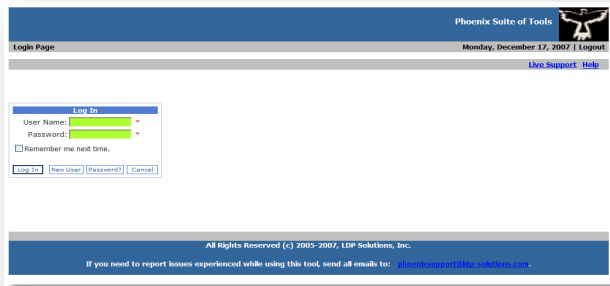 Phoenix Suite of Tools
Login Page
Monday, December 17, 2007 | Logout
Live Support Help
Log In
User Name: *
Password: *
Remember me next time.
Log In New User Password? Cancel
All Rights Reserved (c) 2005-2007, LDP Solutions, Inc.
If you need to report issues experienced while using this tool, send all emails to: phoenixsupport@ldp-solutions.com.